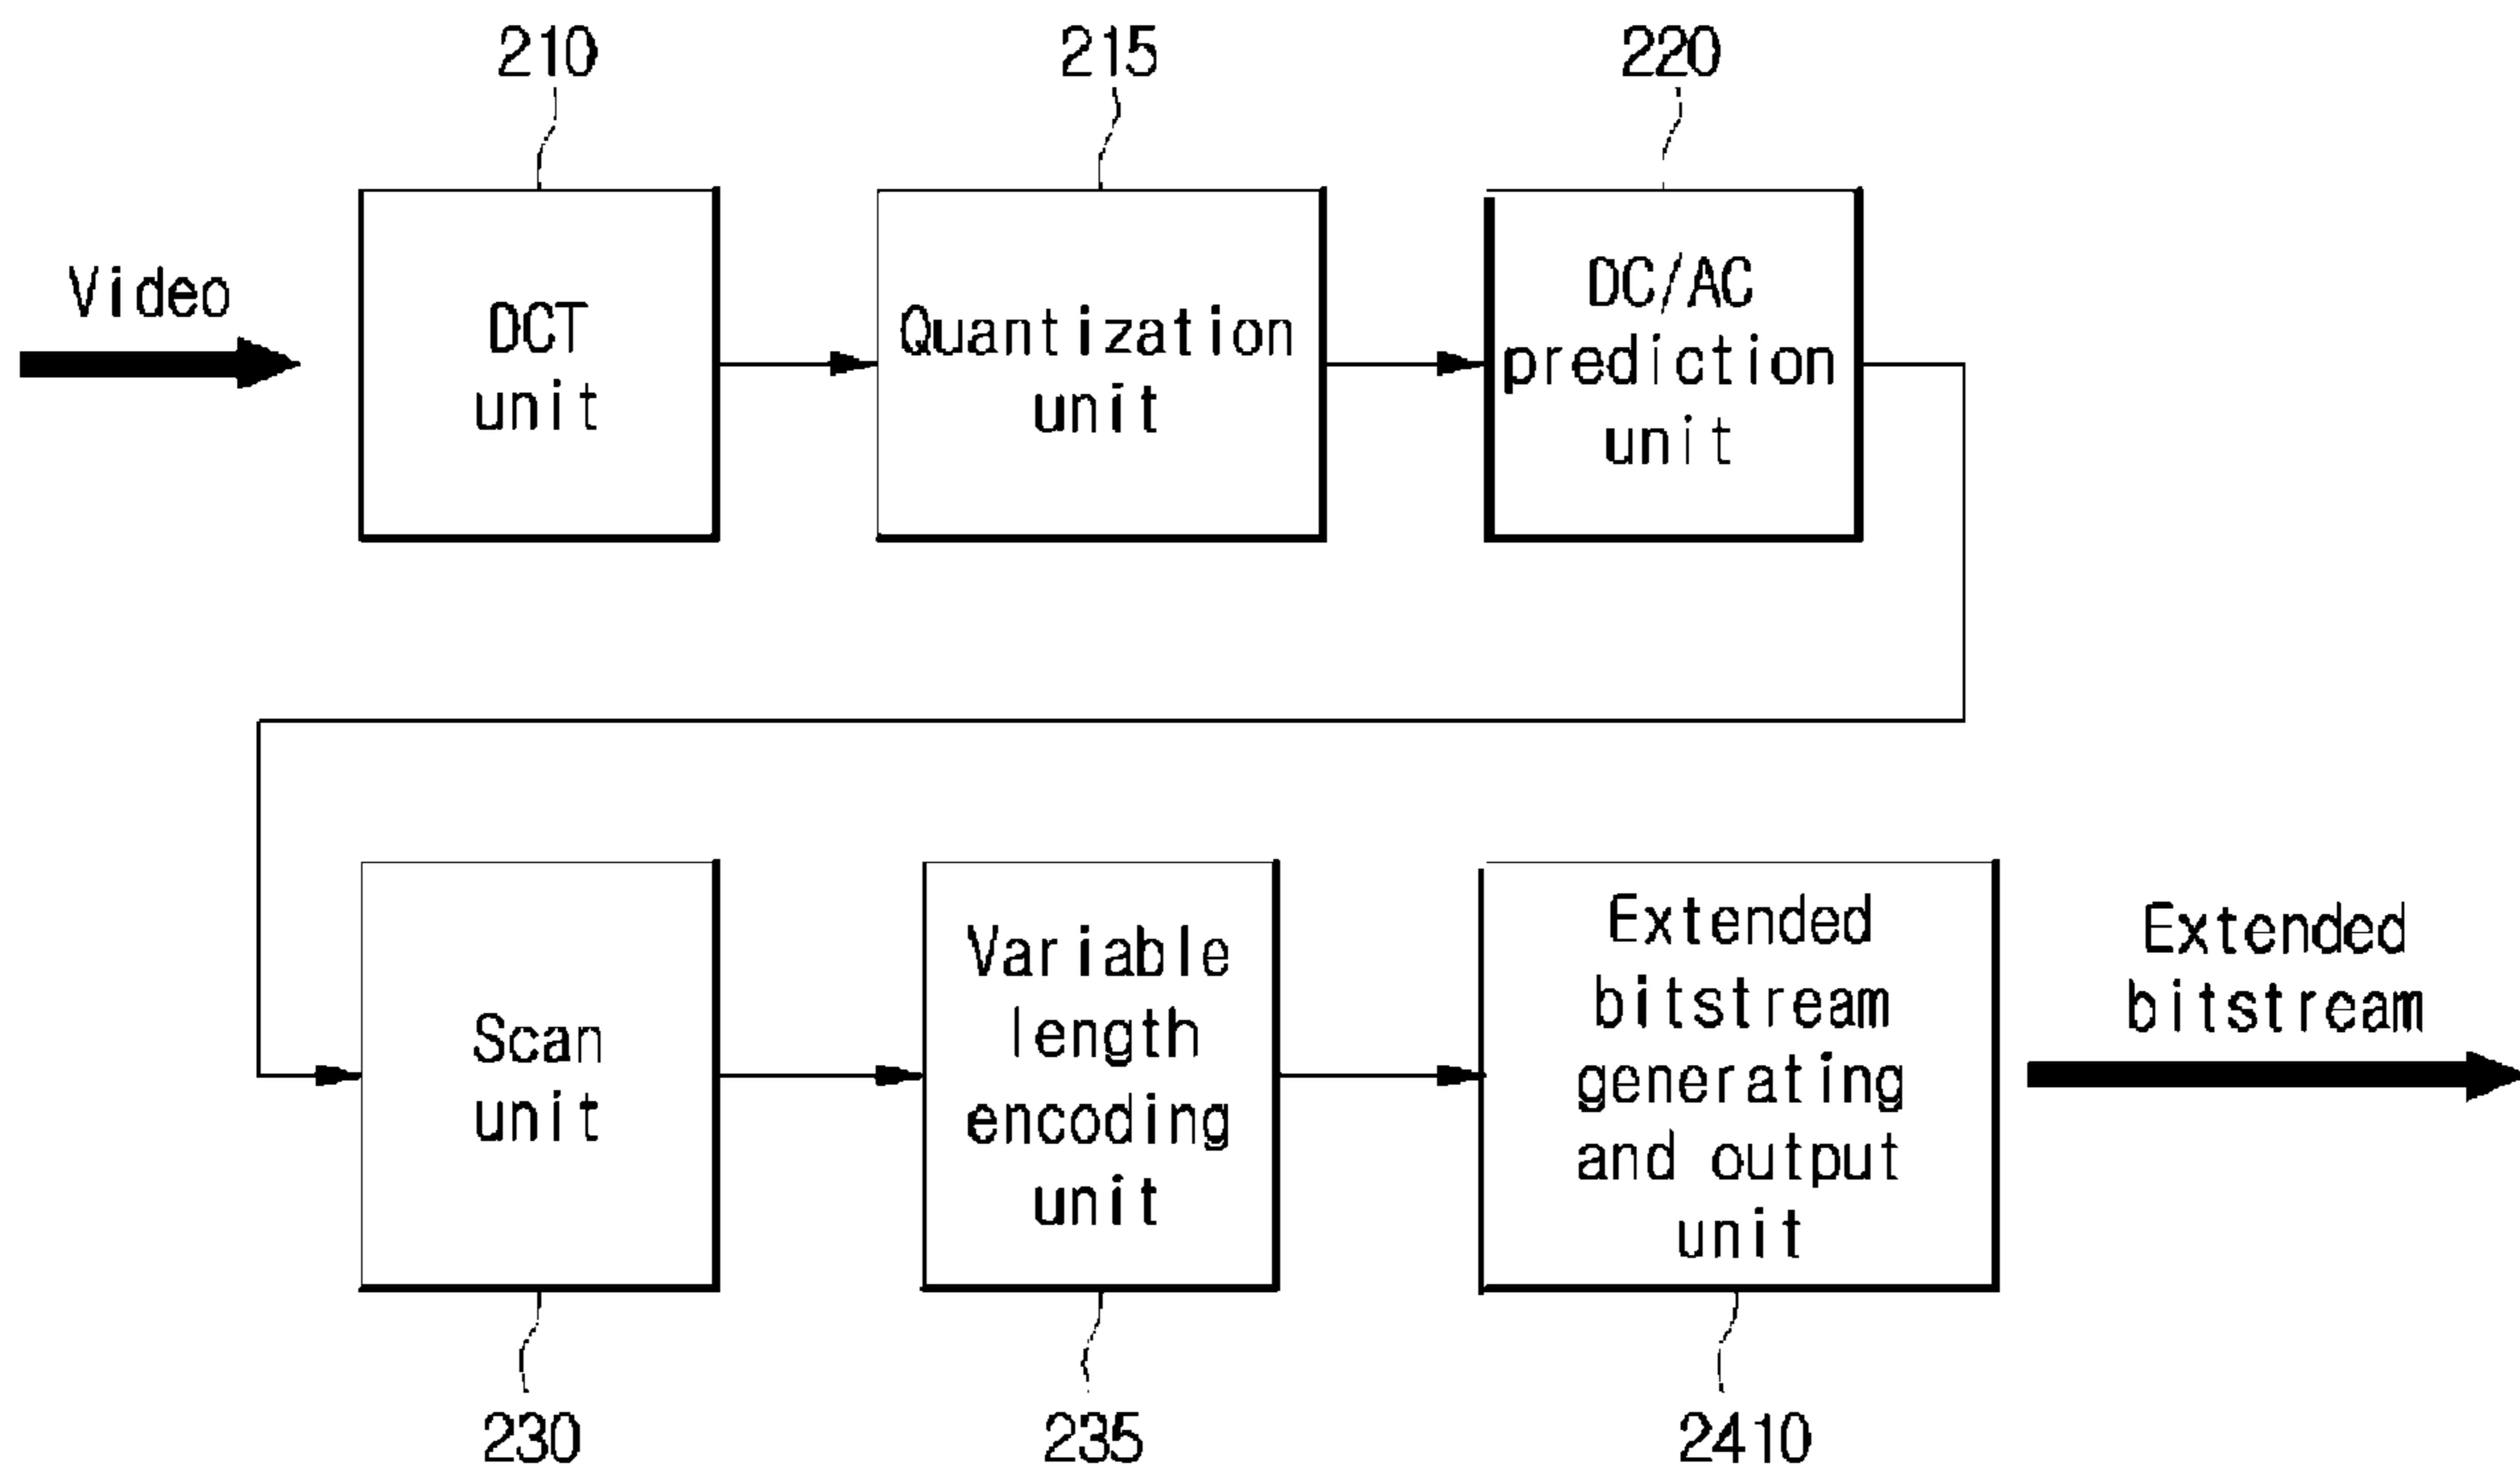 210
215
220
Video
DCT
unit
Quantization
unit
DC/AC
prediction
unit
Scan
unit
Variable
length
encoding
unit
Extended
bitstream
generating
and output
unit
Extended
bitstream
230
235
2410